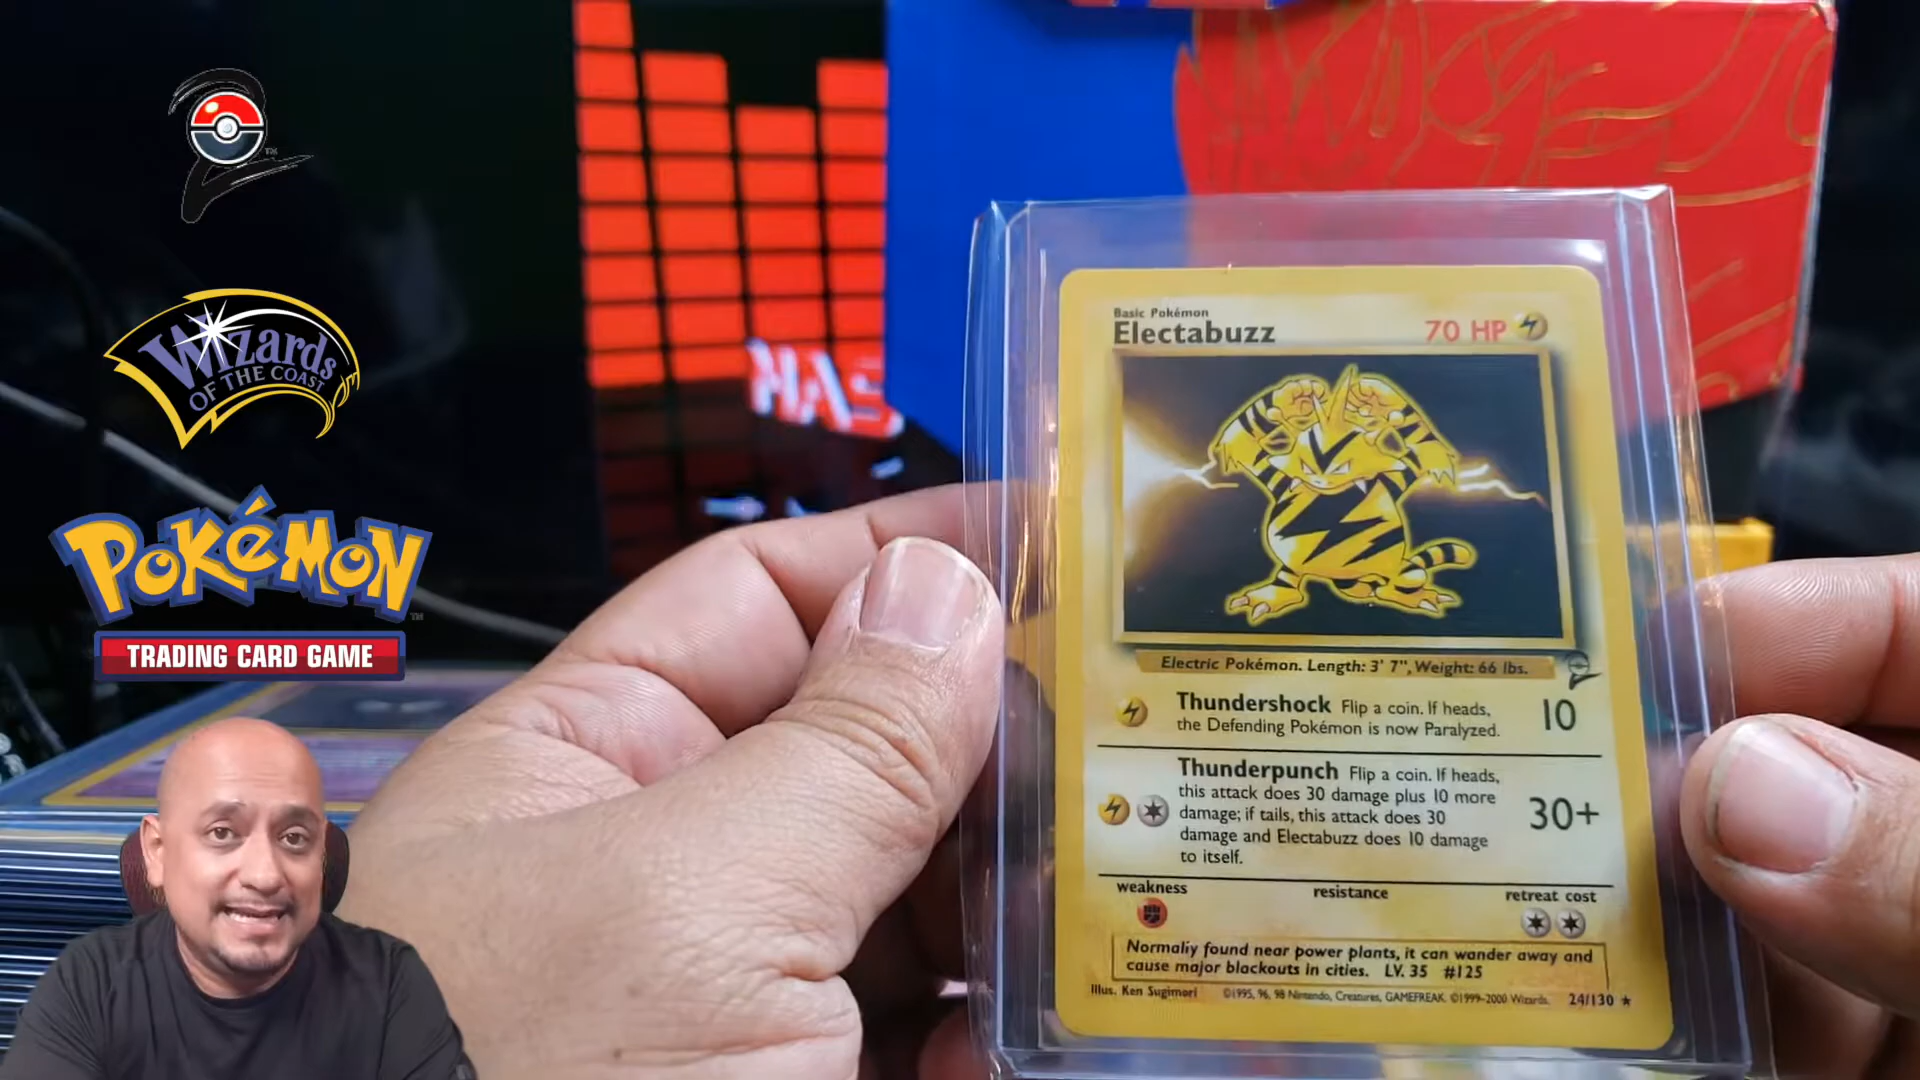 Wizards
OF THE COAST
POKéMON
TM
TRADING CARD GAME
Basic Pokémon
Electabuzz
70 HP
Electric Pokémon. Length: 3' 7", Weight: 66 lbs.
Thundershock Flip a coin. If heads,
the Defending Pokémon is now Paralyzed.
10
Thunderpunch Flip a coin. If heads,
this attack does 30 damage plus 10 more
damage; if tails, this attack does 30
damage and Electabuzz does 10 damage
to itself.
30+
weakness
resistance
retreat cost
Normally found near power plants, it can wander away and
cause major blackouts in cities. LV. 35 #125
Illus. Ken Sugimori
©1995, 96, 98 Nintendo, Creatures, GAMEFREAK. ©1999-2000 Wizards.
24/130 ★